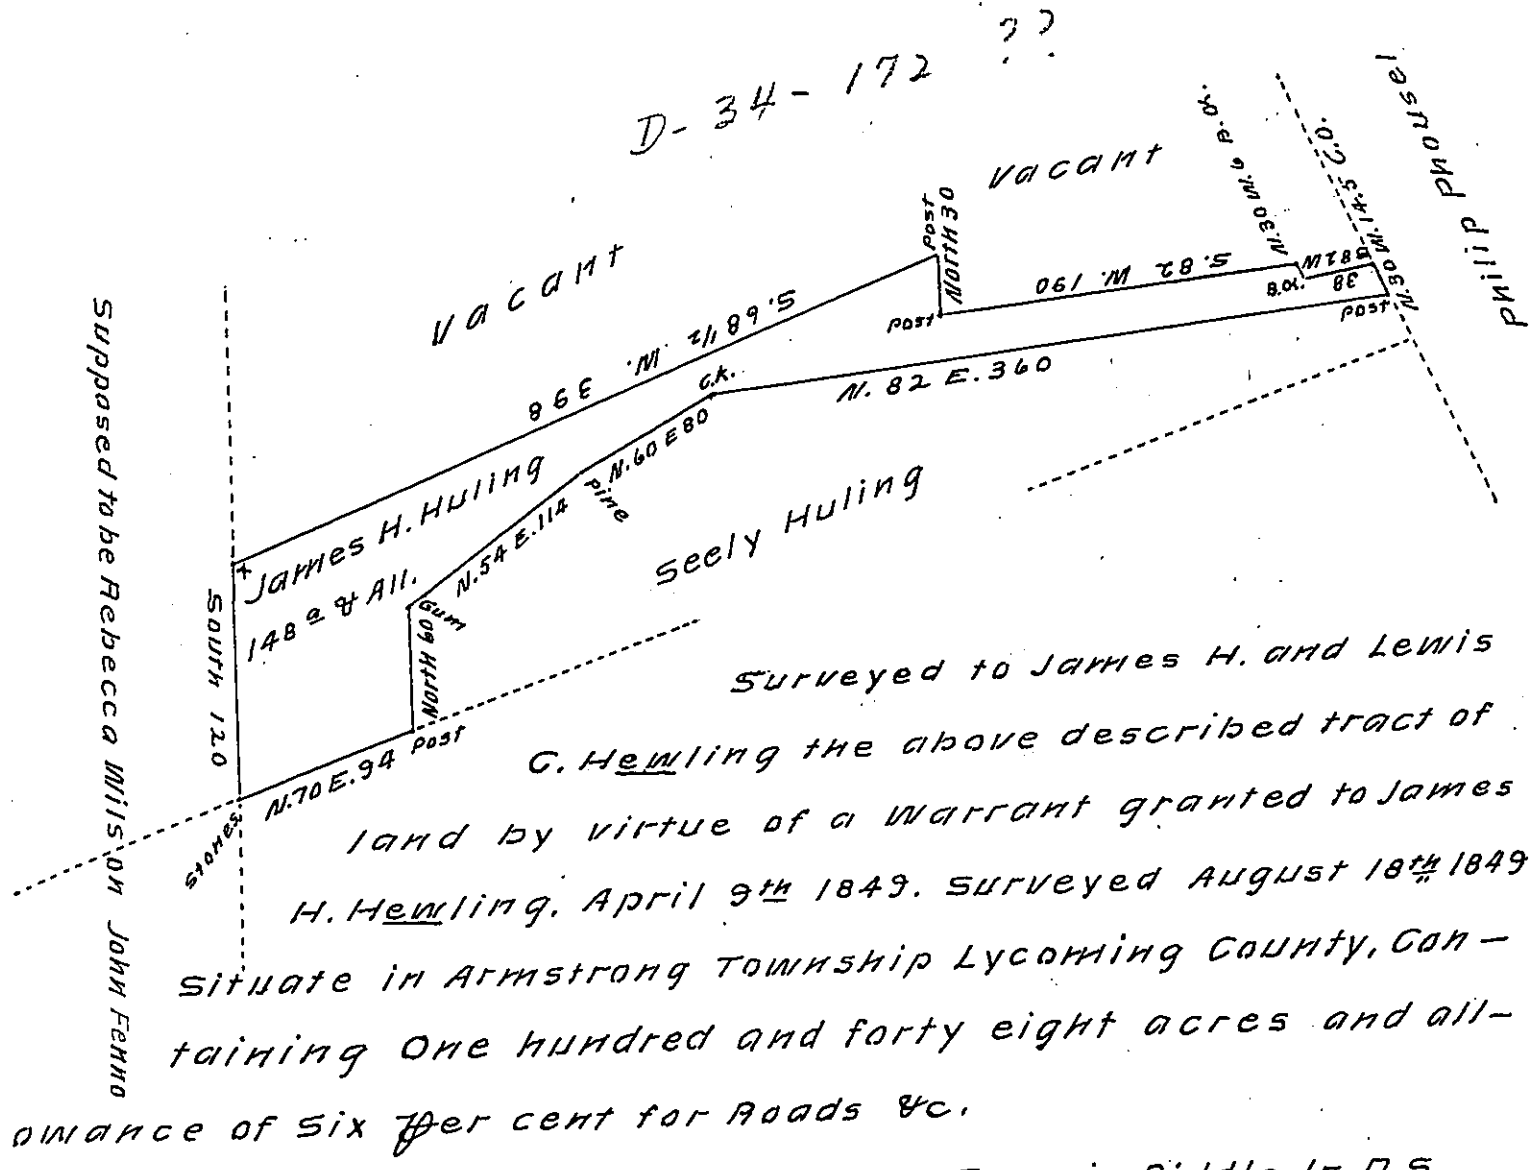 D- 34- 172 ??
Vacant
Vacant
Phillip Phousel
N. 30 W. 6 B. O.
N. 30 W. 14.5 C.O.
Post
North 30
Post
S. 82 W. 190
B.O.
S 82 W
38
Post
S. 68 1/2 W. 398
C.K.
N. 82 E. 360
N. 60 E 80
Pine
N. 54 E. 114
Gum
North 60
Post
N. 70 E. 94
Stones
South 120
James H. Huling
148 a & All.
Seely Huling
Supposed to be Rebecca Wilson John Fenno
Surveyed to James H. and Lewis
C. Hewling the above described tract of
land by virtue of a Warrant granted to James
H. Hewling. April 9th 1849. Surveyed August 18th 1849
Situate in Armstrong Township Lycoming County, Con-
taining One hundred and forty eight acres and all-
owance of Six Per cent for Roads &c.